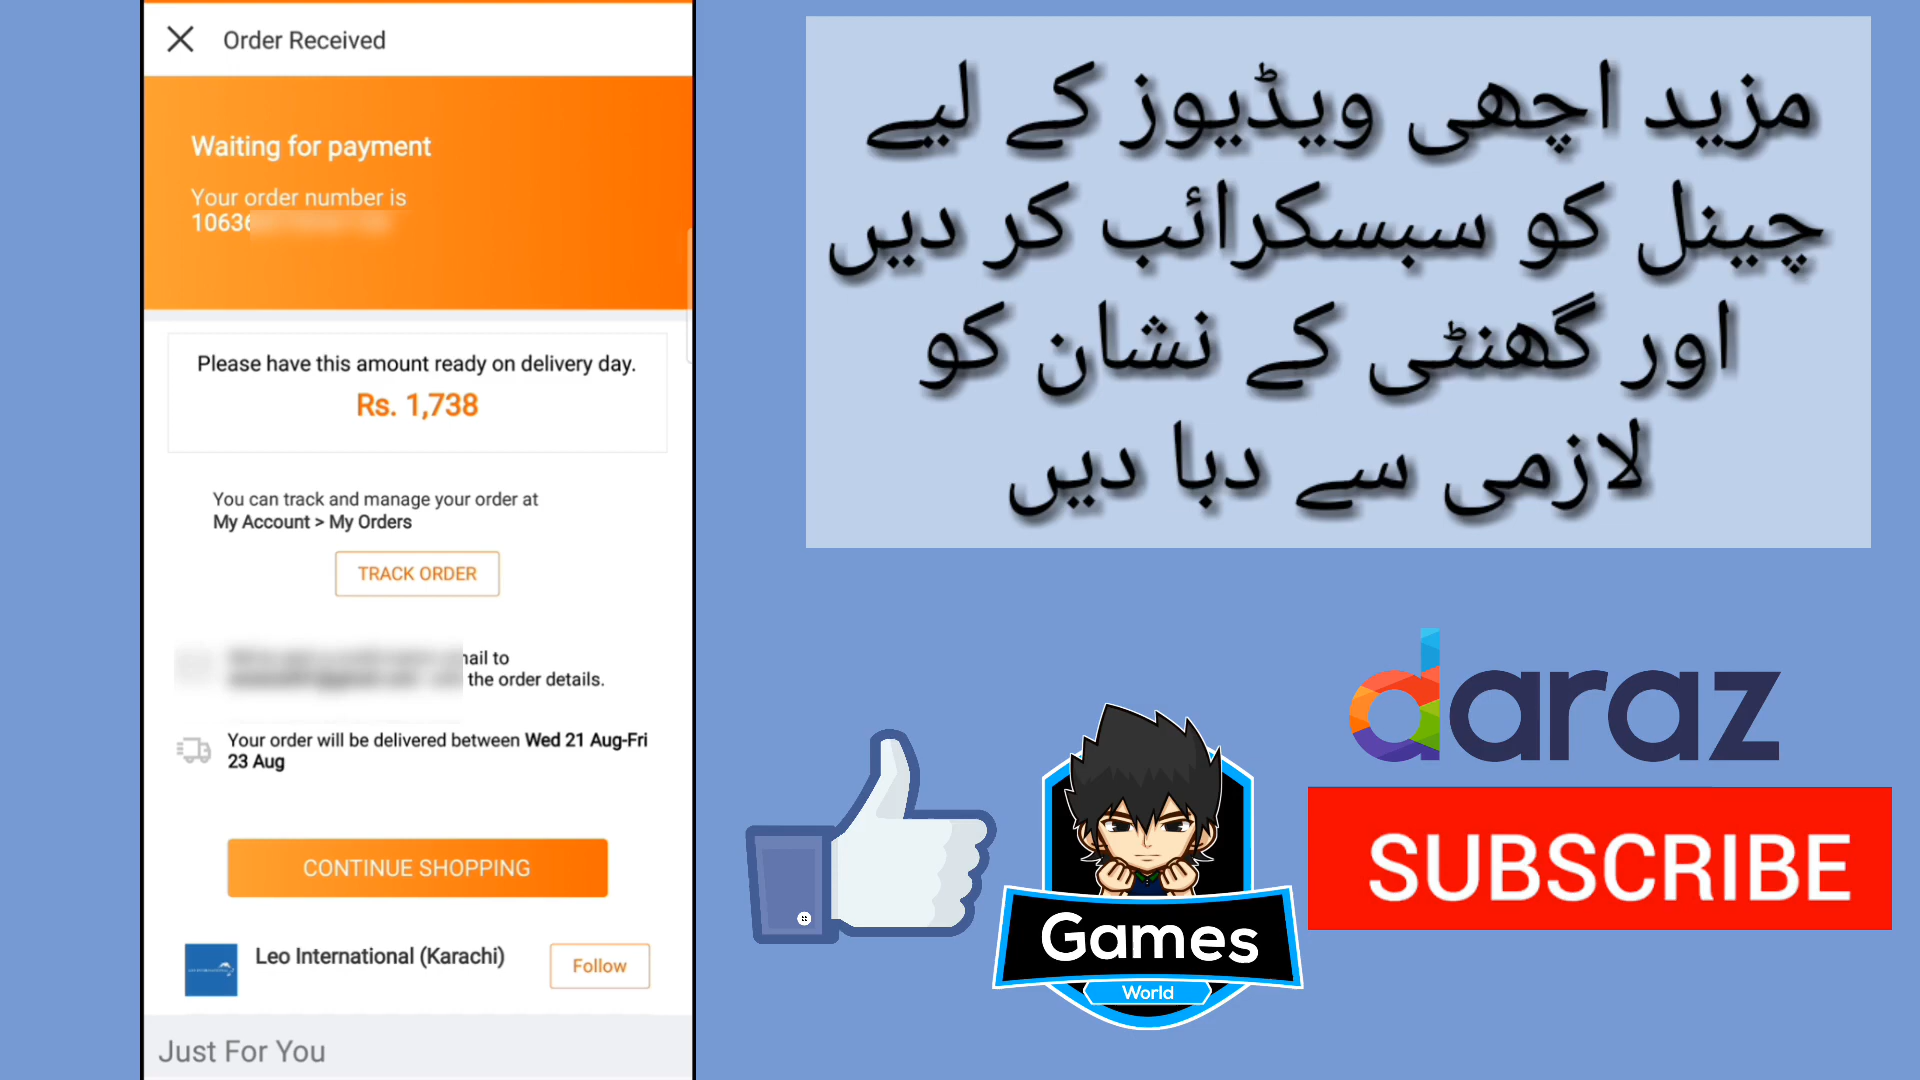 Order Received
Waiting for payment
Your order number is
10636
Please have this amount ready on delivery day.
Rs. 1,738
You can track and manage your order at
My Account > My Orders
TRACK ORDER
to
the order details.
Your order will be delivered between Wed 21 Aug-Fri
23 Aug
CONTINUE SHOPPING
Leo International (Karachi)
Follow
Just For You
مزید اچھی ویڈیوز کے لیے
چینل کو سبسکرائب کر دیں
اور گھنٹی کے نشان کو
لازمی سے دبا دیں
daraz
SUBSCRIBE
Games
World